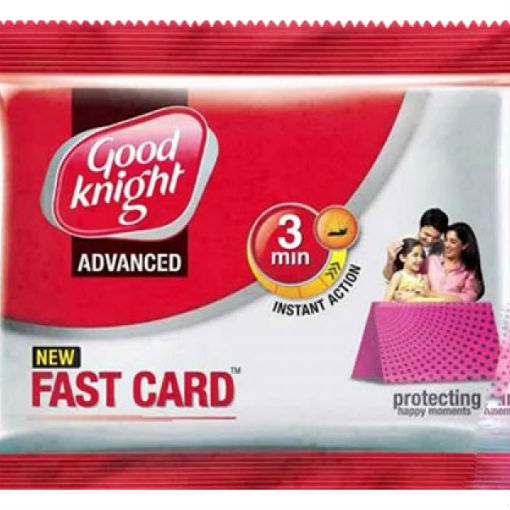 Good
knight
ADVANCED
3
min
INSTANT ACTION
NEW
FAST CARD™
protecting
happy moments